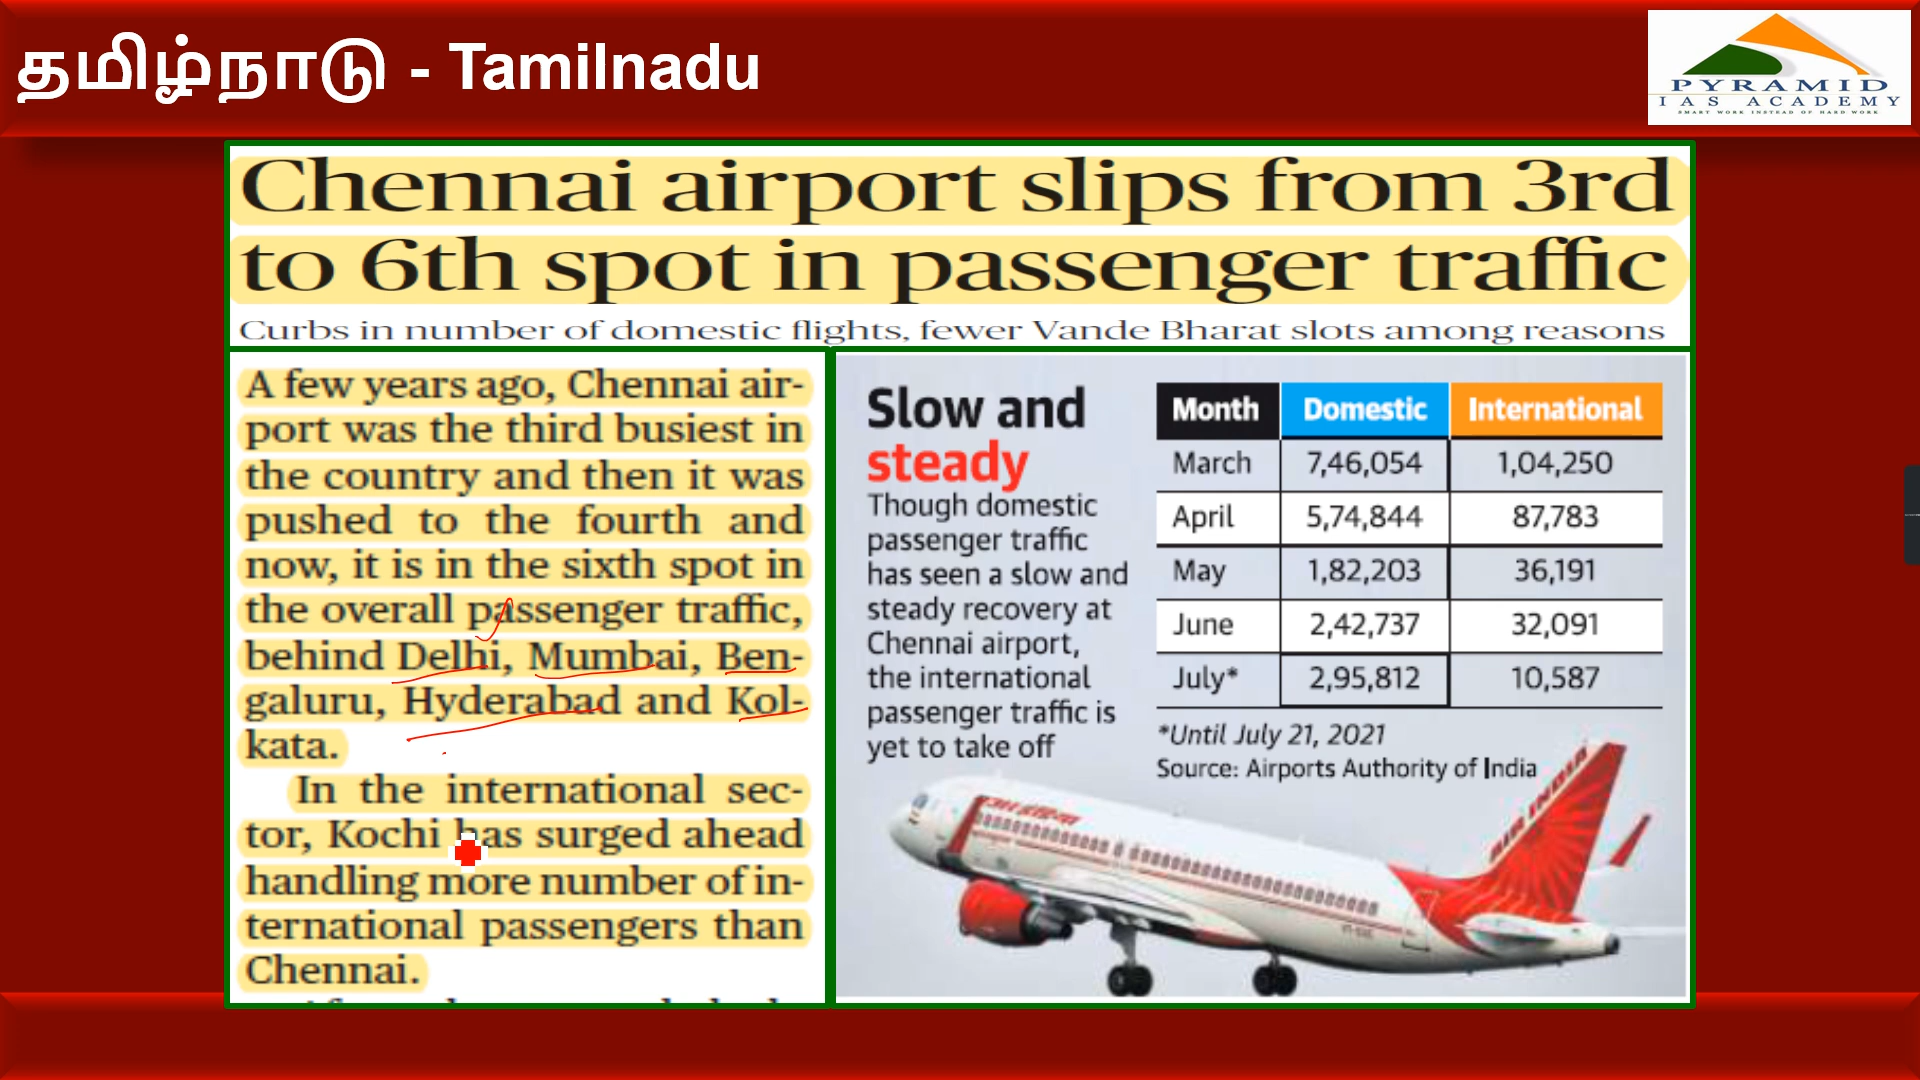 தமிழ்நாடு - Tamilnadu
PYRAMID
IAS ACADEMY
SMART WORK INSTEAD OF HARD WORK
Chennai airport slips from 3rd
to 6th spot in passenger traffic
Curbs in number of domestic flights, fewer Vande Bharat slots among reasons
A few years ago, Chennai air-
port was the third busiest in
the country and then it was
pushed to the fourth and
now, it is in the sixth spot in
the overall passenger traffic,
behind Delhi, Mumbai, Ben-
galuru, Hyderabad and Kol-
kata.
In the international sec-
tor, Kochi has surged ahead
handling more number of in-
ternational passengers than
Chennai.
Slow and
steady
Though domestic
passenger traffic
has seen a slow and
steady recovery at
Chennai airport,
the international
passenger traffic is
yet to take off
Month Domestic International
March 7,46,054 1,04,250
April 5,74,844 87,783
May 1,82,203 36,191
June 2,42,737 32,091
July* 2,95,812 10,587
*Until July 21, 2021
Source: Airports Authority of India
AIR INDIA